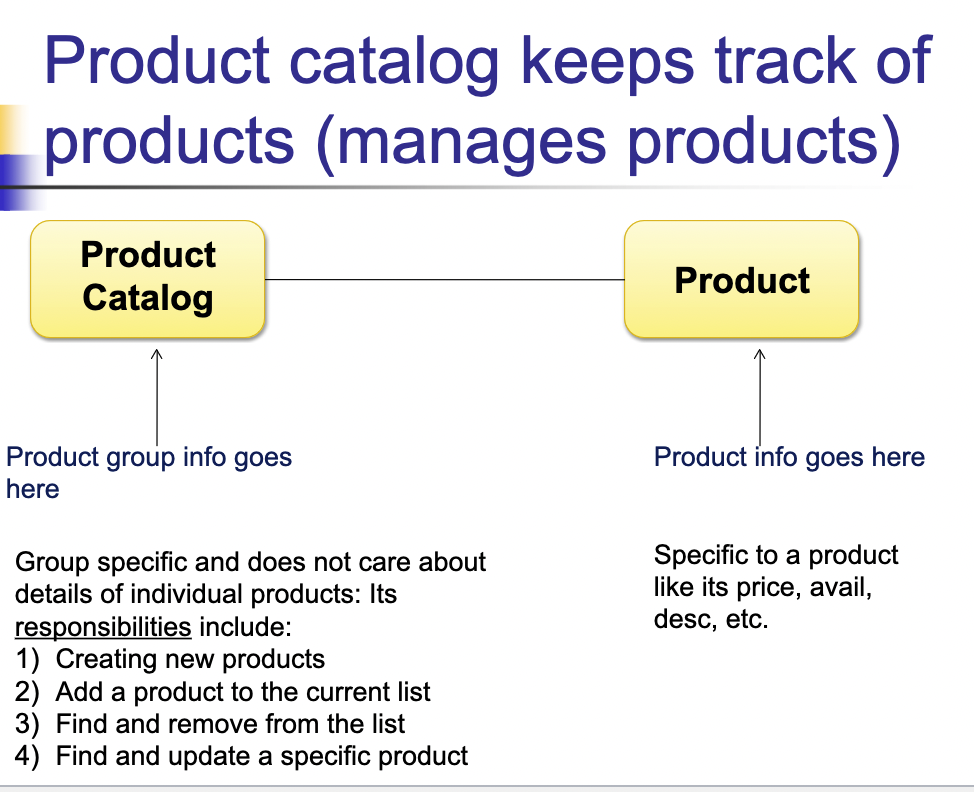 Product catalog keeps track of
products (manages products)
Product
Catalog
Product
Product group info goes
here
Product info goes here
Group specific and does not care about
details of individual products: Its
responsibilities include:
1) Creating new products
2) Add a product to the current list
3) Find and remove from the list
4) Find and update a specific product
Specific to a product
like its price, avail,
desc, etc.